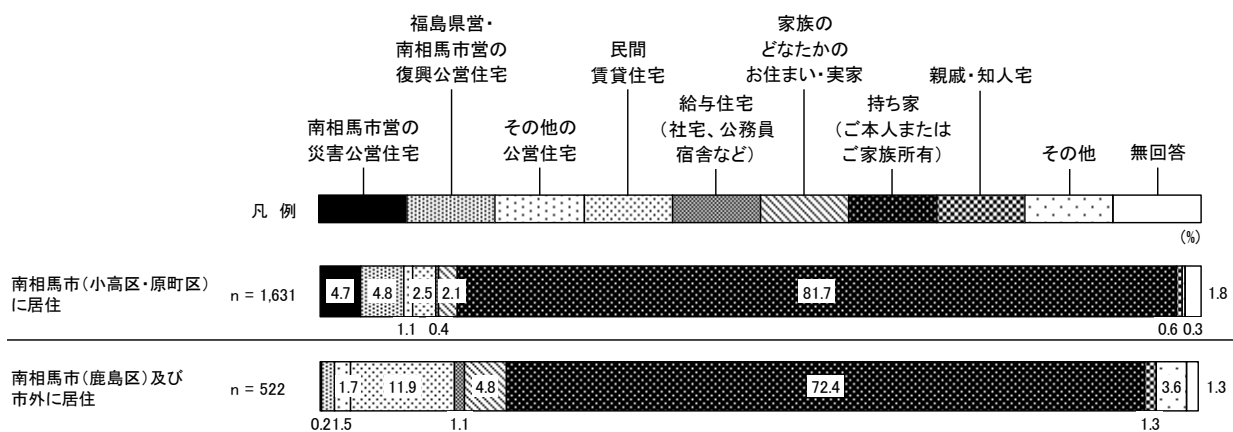 福島県営・
南相馬市営の
復興公営住宅
民間
賃貸住宅
家族の
どなたかの
お住まい・実家
親戚・知人宅
南相馬市営の
災害公営住宅
その他の
公営住宅
給与住宅
(社宅、公務員
宿舎など)
持ち家
(ご本人または
ご家族所有)
その他
無回答
凡 例
(%)
南相馬市(小高区・原町区)
に居住
n = 1,631
4.7 4.8 2.5 2.1 81.7 1.8
1.1 0.4 0.6 0.3
南相馬市(鹿島区)及び
市外に居住
n = 522
1.7 11.9 4.8 72.4 3.6 1.3
0.2 1.5 1.1 1.3